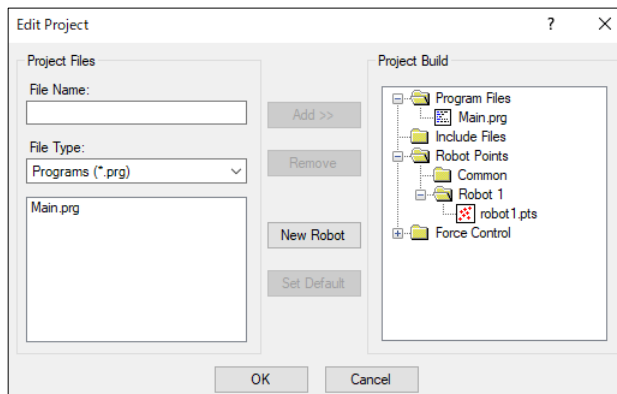 Edit Project
?
Project Files
File Name:
File Type:
Programs (*.prg)
Main.prg
Add >>
Remove
New Robot
Set Default
Project Build
Program Files
Main.prg
Include Files
Robot Points
Common
Robot 1
robot1.pts
Force Control
OK
Cancel